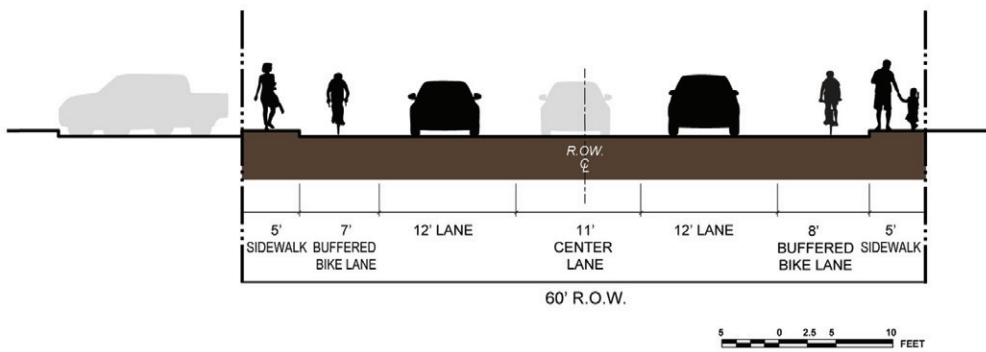 R.O.W.
℄
5'
SIDEWALK
7'
BUFFERED
BIKE LANE
12' LANE
11'
CENTER
LANE
12' LANE
8'
BUFFERED
BIKE LANE
5'
SIDEWALK
60' R.O.W.
5 0 2.5 5 10
FEET